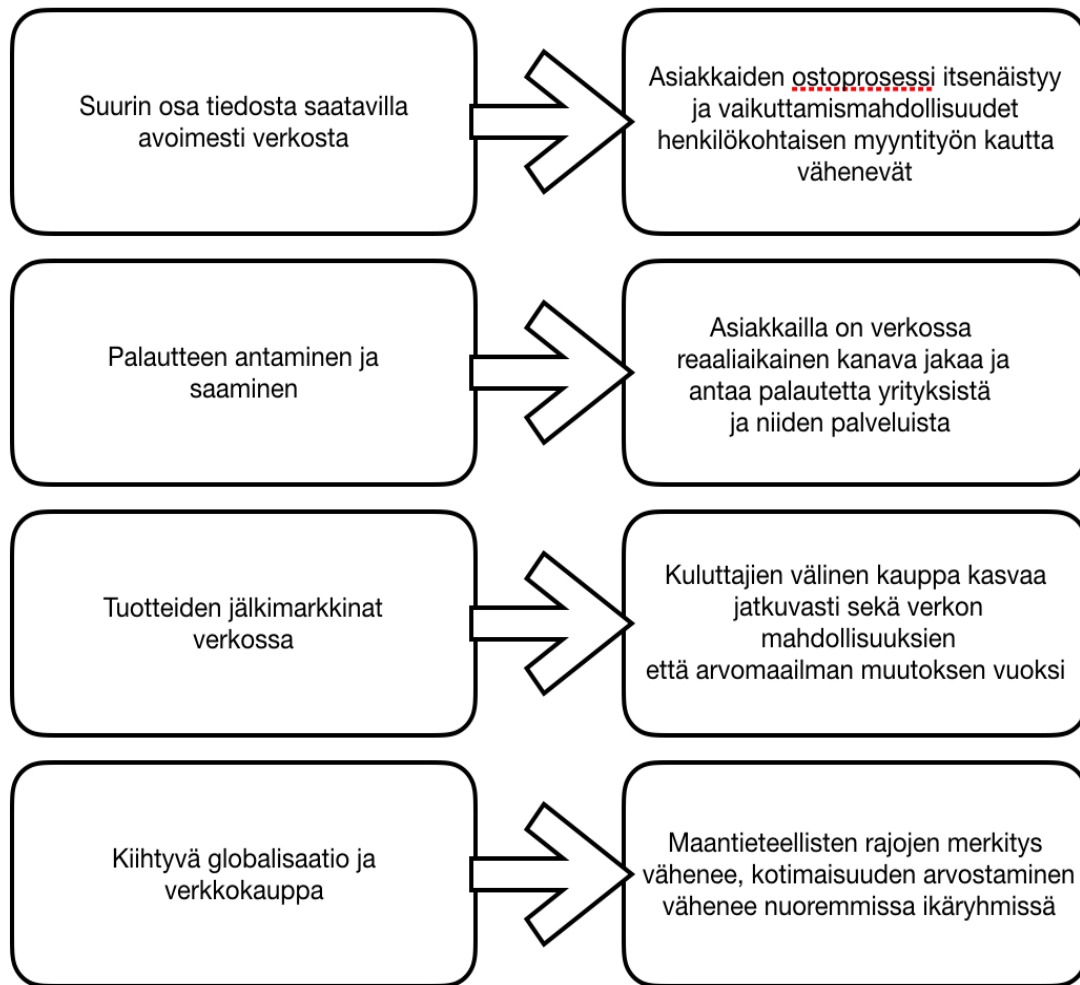 Suurin osa tiedosta saatavilla
avoimesti verkosta
Asiakkaiden ostoprosessi itsenäistyy
ja vaikuttamismahdollisuudet
henkilökohtaisen myyntityön kautta
vähenevät
Palautteen antaminen ja
saaminen
Asiakkailla on verkossa
reaaliaikainen kanava jakaa ja
antaa palautetta yrityksistä
ja niiden palveluista
Tuotteiden jälkimarkkinat
verkossa
Kuluttajien välinen kauppa kasvaa
jatkuvasti sekä verkon
mahdollisuuksien
että arvomaailman muutoksen vuoksi
Kiihtyvä globalisaatio ja
verkkokauppa
Maantieteellisten rajojen merkitys
vähenee, kotimaisuuden arvostaminen
vähenee nuoremmissa ikäryhmissä